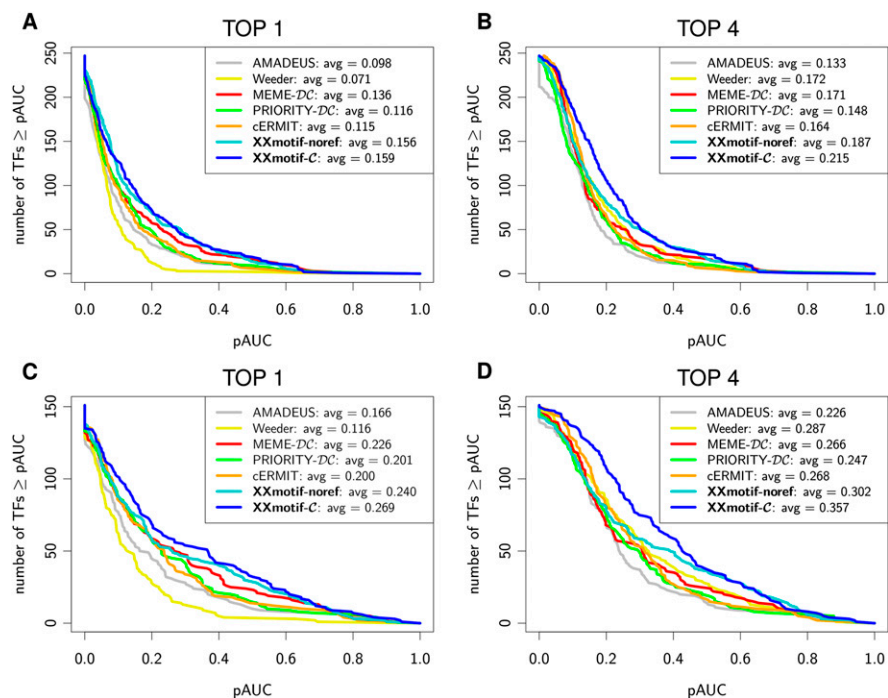 A
TOP 1
number of TFs ≥ pAUC
250
200
150
100
50
0
AMADEUS: avg = 0.098
Weeder: avg = 0.071
MEME-𝒟𝒞: avg = 0.136
PRIORITY-𝒟𝒞: avg = 0.116
cERMIT: avg = 0.115
XXmotif-noref: avg = 0.156
XXmotif-𝒞: avg = 0.159
0.0 0.2 0.4 0.6 0.8 1.0
pAUC
B
TOP 4
number of TFs ≥ pAUC
250
200
150
100
50
0
AMADEUS: avg = 0.133
Weeder: avg = 0.172
MEME-𝒟𝒞: avg = 0.171
PRIORITY-𝒟𝒞: avg = 0.148
cERMIT: avg = 0.164
XXmotif-noref: avg = 0.187
XXmotif-𝒞: avg = 0.215
0.0 0.2 0.4 0.6 0.8 1.0
pAUC
C
TOP 1
number of TFs ≥ pAUC
150
100
50
0
AMADEUS: avg = 0.166
Weeder: avg = 0.116
MEME-𝒟𝒞: avg = 0.226
PRIORITY-𝒟𝒞: avg = 0.201
cERMIT: avg = 0.200
XXmotif-noref: avg = 0.240
XXmotif-𝒞: avg = 0.269
0.0 0.2 0.4 0.6 0.8 1.0
pAUC
D
TOP 4
number of TFs ≥ pAUC
150
100
50
0
AMADEUS: avg = 0.226
Weeder: avg = 0.287
MEME-𝒟𝒞: avg = 0.266
PRIORITY-𝒟𝒞: avg = 0.247
cERMIT: avg = 0.268
XXmotif-noref: avg = 0.302
XXmotif-𝒞: avg = 0.357
0.0 0.2 0.4 0.6 0.8 1.0
pAUC